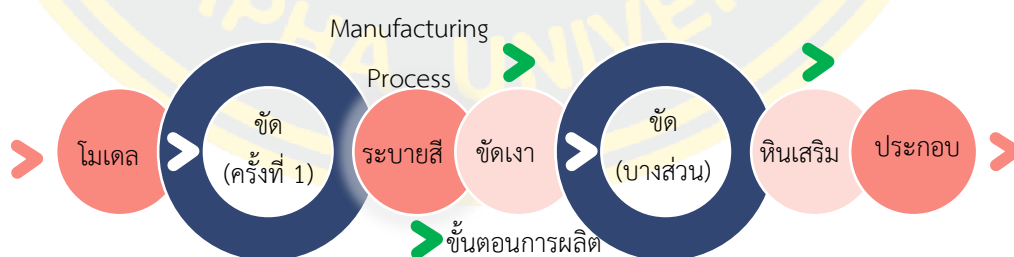 Manufacturing
Process
โมเดล
ขัด
(ครั้งที่ 1)
ระบายสี
ขัดเงา
ขัด
(บางส่วน)
หินเสริม
ประกอบ
ขั้นตอนการผลิต